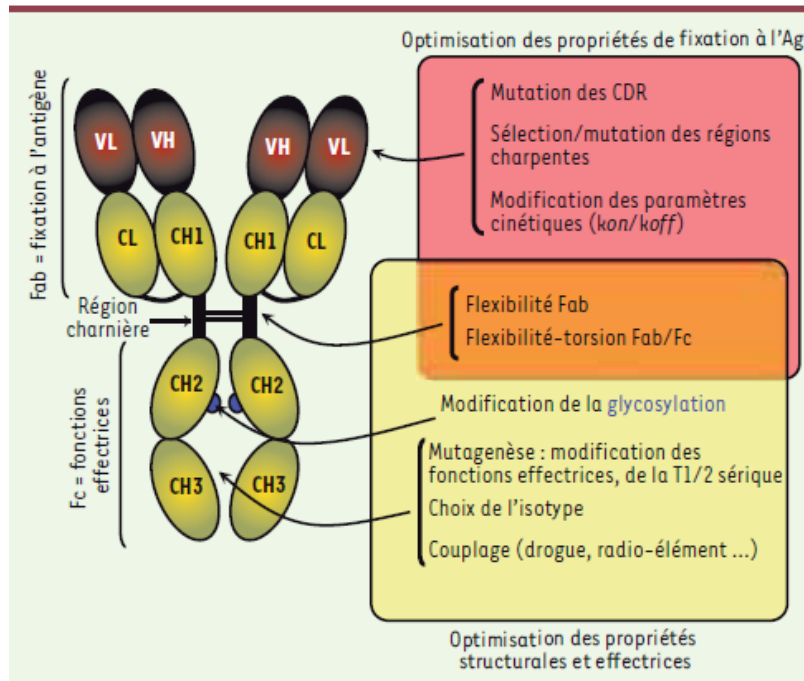 Optimisation des propriétés de fixation à l'Ag
Fab = fixation à l'antigène
VL
VH
VH
VL
CL
CH1
CH1
CL
Mutation des CDR
Sélection/mutation des régions
charpentes
Modification des paramètres
cinétiques (kon/koff)
Région
charnière
Flexibilité Fab
Flexibilité-torsion Fab/Fc
Fc = fonctions
effectrices
CH2
CH2
CH3
CH3
Modification de la glycosylation
Mutagenèse : modification des
fonctions effectrices, de la T1/2 sérique
Choix de l'isotype
Couplage (drogue, radio-élément ...)
Optimisation des propriétés
structurales et effectrices